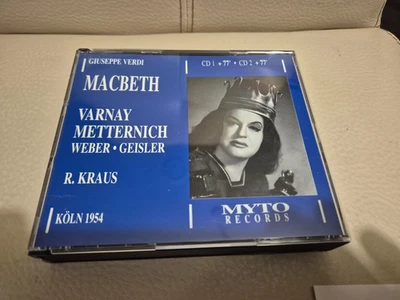 GIUSEPPE VERDI
MACBETH
VARNAY
METTERNICH
WEBER • GEISLER
R. KRAUS
KÖLN 1954
CD 1 + 77' - CD 2 + 77'
MYTO
RECORDS